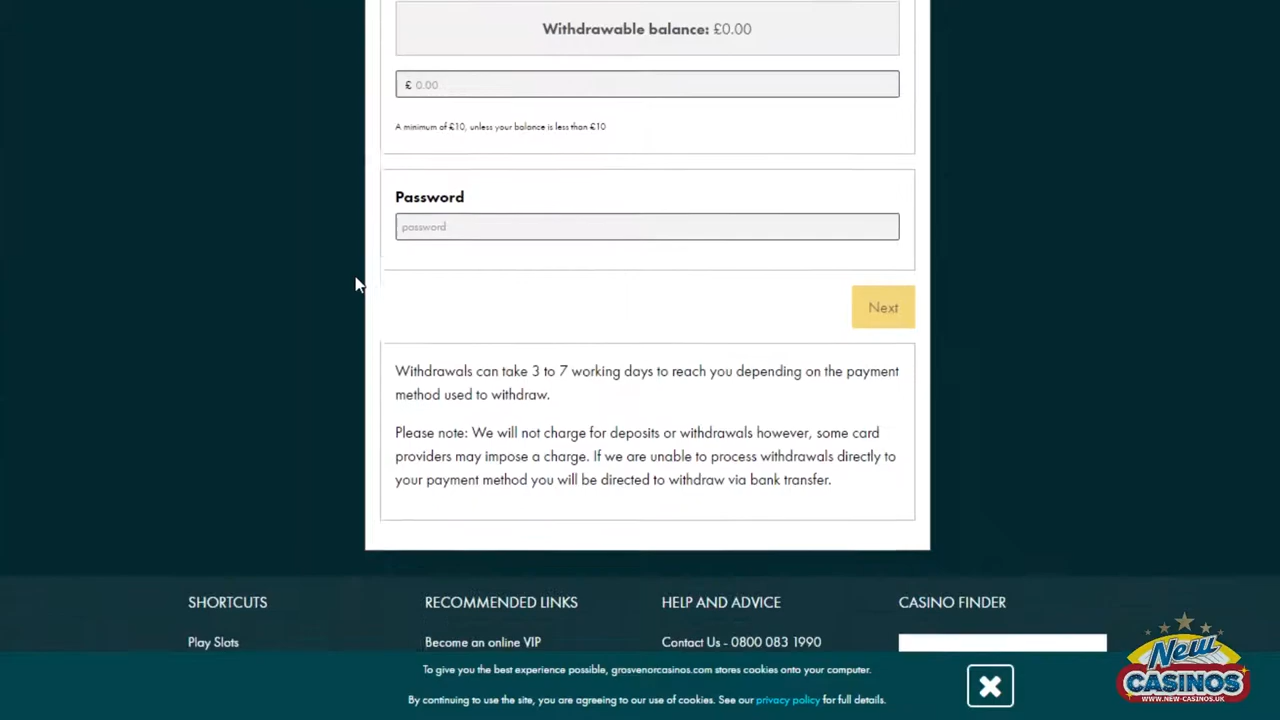 Withdrawable balance: £0.00
£ 0.00
A minimum of £10, unless your balance is less than £10
Password
password
Next
Withdrawals can take 3 to 7 working days to reach you depending on the payment
method used to withdraw.
Please note: We will not charge for deposits or withdrawals however, some card
providers may impose a charge. If we are unable to process withdrawals directly to
your payment method you will be directed to withdraw via bank transfer.
SHORTCUTS
Play Slots
RECOMMENDED LINKS
Become an online VIP
HELP AND ADVICE
Contact Us - 0800 083 1990
CASINO FINDER
To give you the best experience possible, grosvenorcasinos.com stores cookies onto your computer.
By continuing to use the site, you are agreeing to our use of cookies. See our privacy policy for full details.
New
CASINOS
WWW.NEW-CASINOS.UK